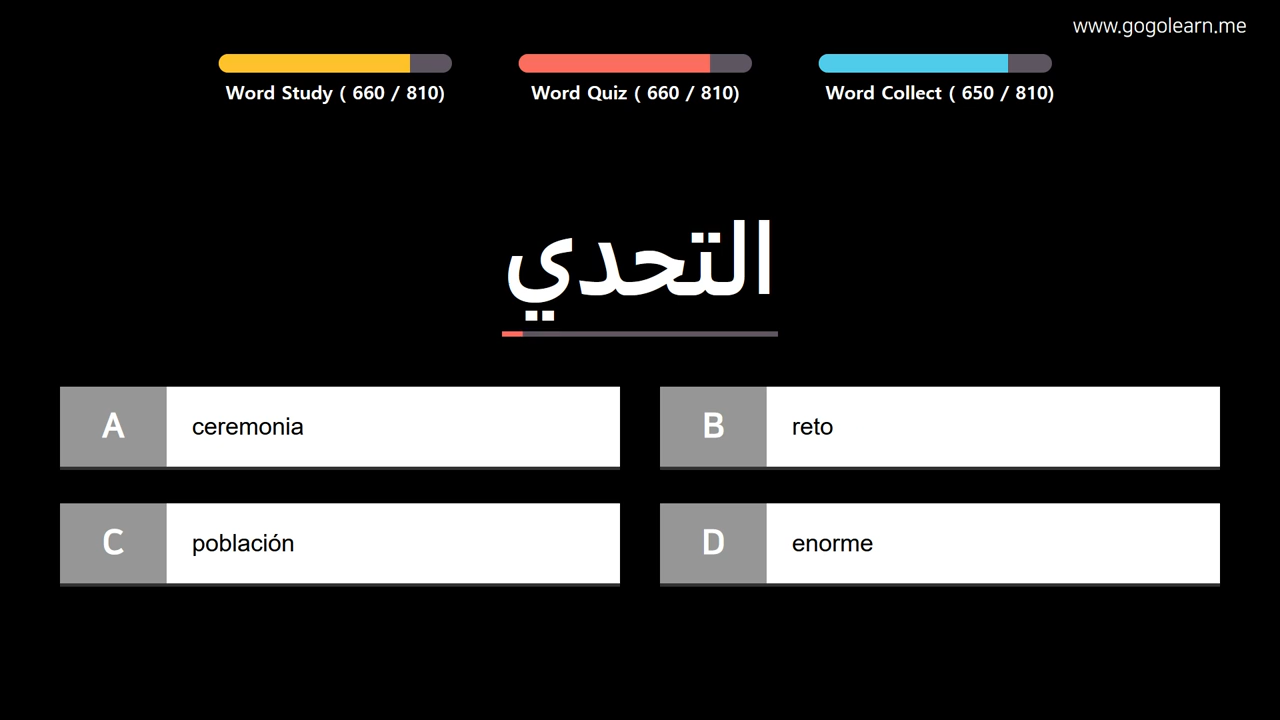 www.gogolearn.me
Word Study ( 660 / 810)
Word Quiz ( 660 / 810)
Word Collect ( 650 / 810)
التحدي
A ceremonia
B reto
C población
D enorme